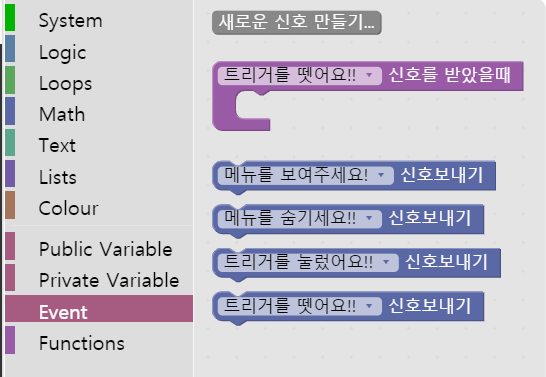 System
Logic
Loops
Math
Text
Lists
Colour
Public Variable
Private Variable
Event
Functions
새로운 신호 만들기...
트리거를 뗏어요!! 신호를 받았을때
메뉴를 보여주세요! 신호보내기
메뉴를 숨기세요!! 신호보내기
트리거를 눌렀어요!! 신호보내기
트리거를 뗏어요!! 신호보내기